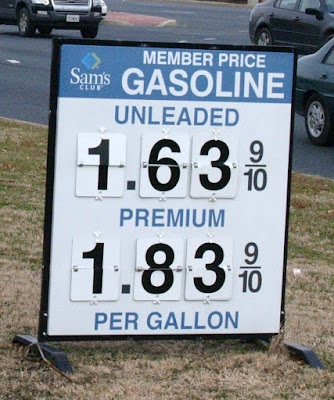 Sam's
CLUB
MEMBER PRICE
GASOLINE
UNLEADED
1.63 9/10
PREMIUM
1.83 9/10
PER GALLON